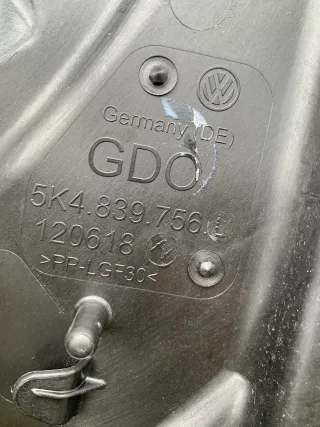 Germany (DE)
GDO
5K4.839.756
120618
>PP-LGF30<